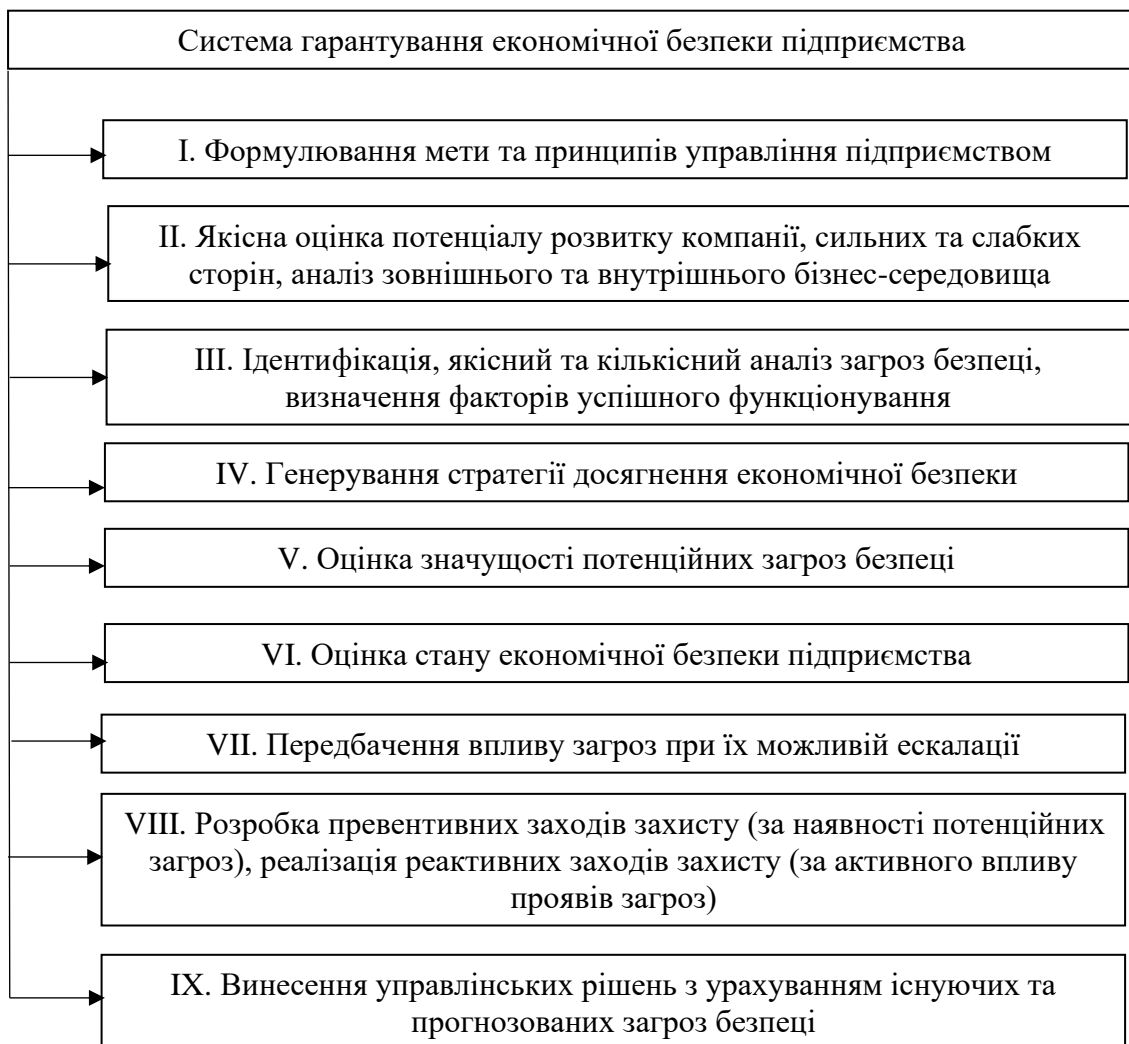 Система гарантування економічної безпеки підприємства
I. Формулювання мети та принципів управління підприємством
II. Якісна оцінка потенціалу розвитку компанії, сильних та слабких
сторін, аналіз зовнішнього та внутрішнього бізнес-середовища
III. Ідентифікація, якісний та кількісний аналіз загроз безпеці,
визначення факторів успішного функціонування
IV. Генерування стратегії досягнення економічної безпеки
V. Оцінка значущості потенційних загроз безпеці
VI. Оцінка стану економічної безпеки підприємства
VII. Передбачення впливу загроз при їх можливій ескалації
VIII. Розробка превентивних заходів захисту (за наявності потенційних
загроз), реалізація реактивних заходів захисту (за активного впливу
проявів загроз)
IX. Винесення управлінських рішень з урахуванням існуючих та
прогнозованих загроз безпеці